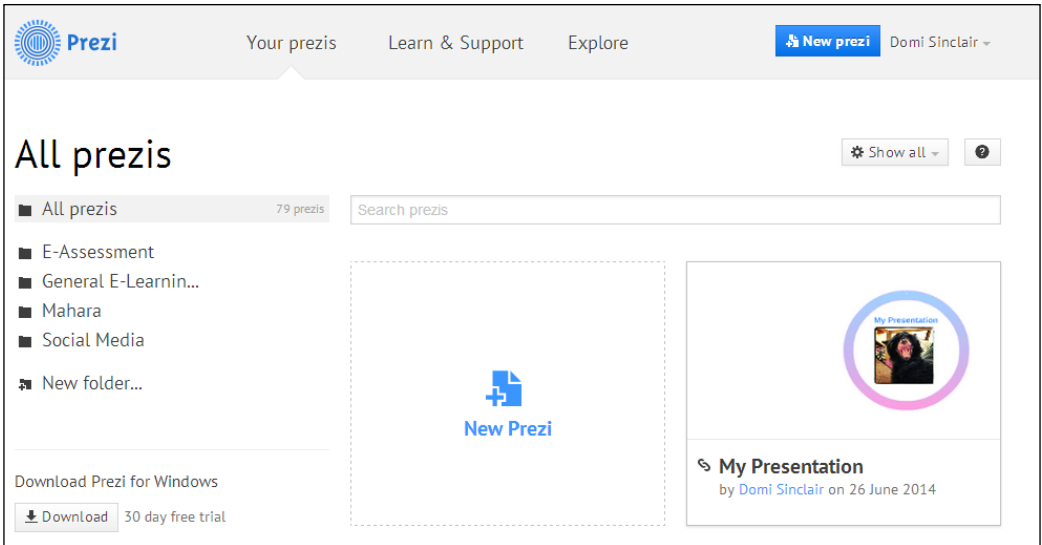 Prezi
Your prezis
Learn & Support
Explore
New prezi
Domi Sinclair
All prezis
Show all
?
All prezis
79 prezis
Search prezis
E-Assessment
General E-Learnin...
Mahara
Social Media
New folder...
New Prezi
My Presentation
My Presentation
by Domi Sinclair on 26 June 2014
Download Prezi for Windows
Download
30 day free trial